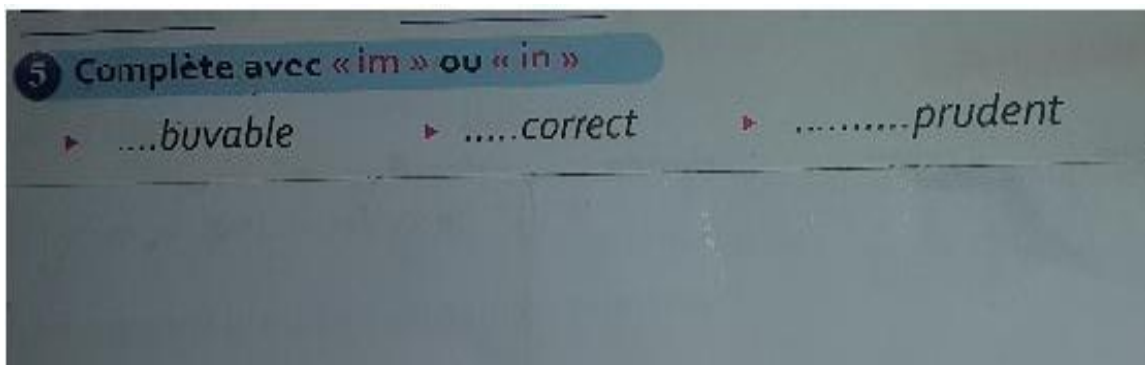 5 Complète avec « im » ou « in »
▸ ....buvable ▸ .....correct ▸ ..........prudent